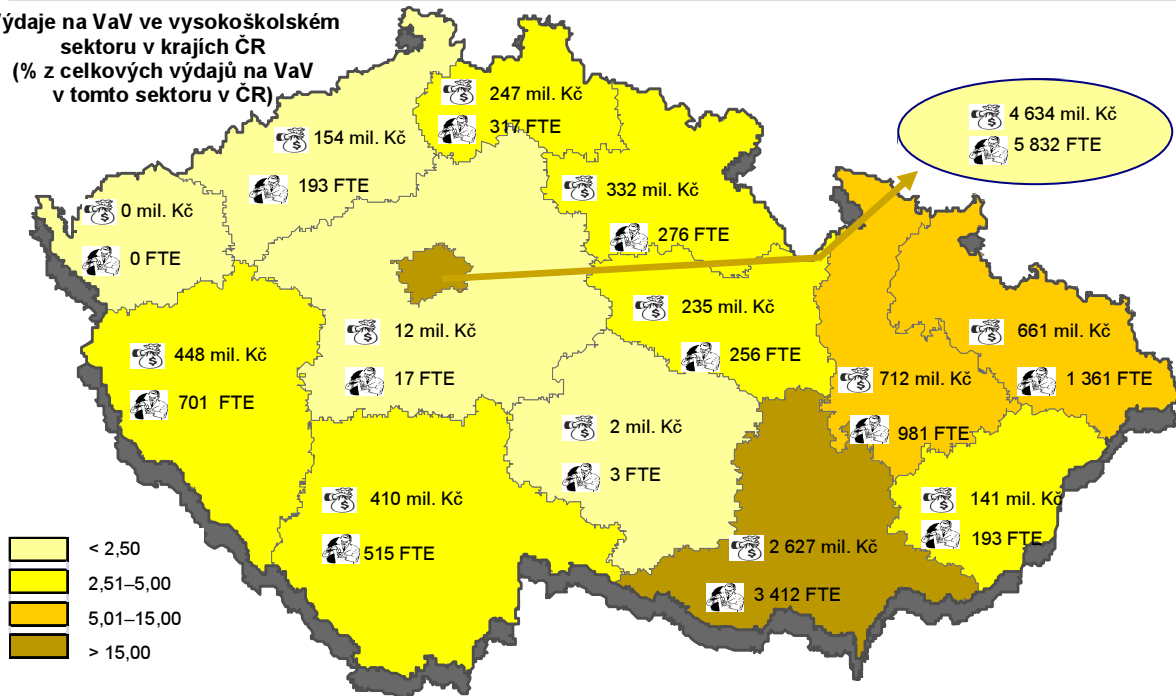 ýdaje na VaV ve vysokoškolském
sektoru v krajích ČR
(% z celkových výdajů na VaV
v tomto sektoru v ČR)
247 mil. Kč
317 FTE
4 634 mil. Kč
5 832 FTE
154 mil. Kč
193 FTE
332 mil. Kč
276 FTE
0 mil. Kč
0 FTE
235 mil. Kč
256 FTE
12 mil. Kč
17 FTE
661 mil. Kč
1 361 FTE
448 mil. Kč
701 FTE
712 mil. Kč
981 FTE
2 mil. Kč
3 FTE
410 mil. Kč
515 FTE
141 mil. Kč
193 FTE
2 627 mil. Kč
3 412 FTE
< 2,50
2,51–5,00
5,01–15,00
> 15,00